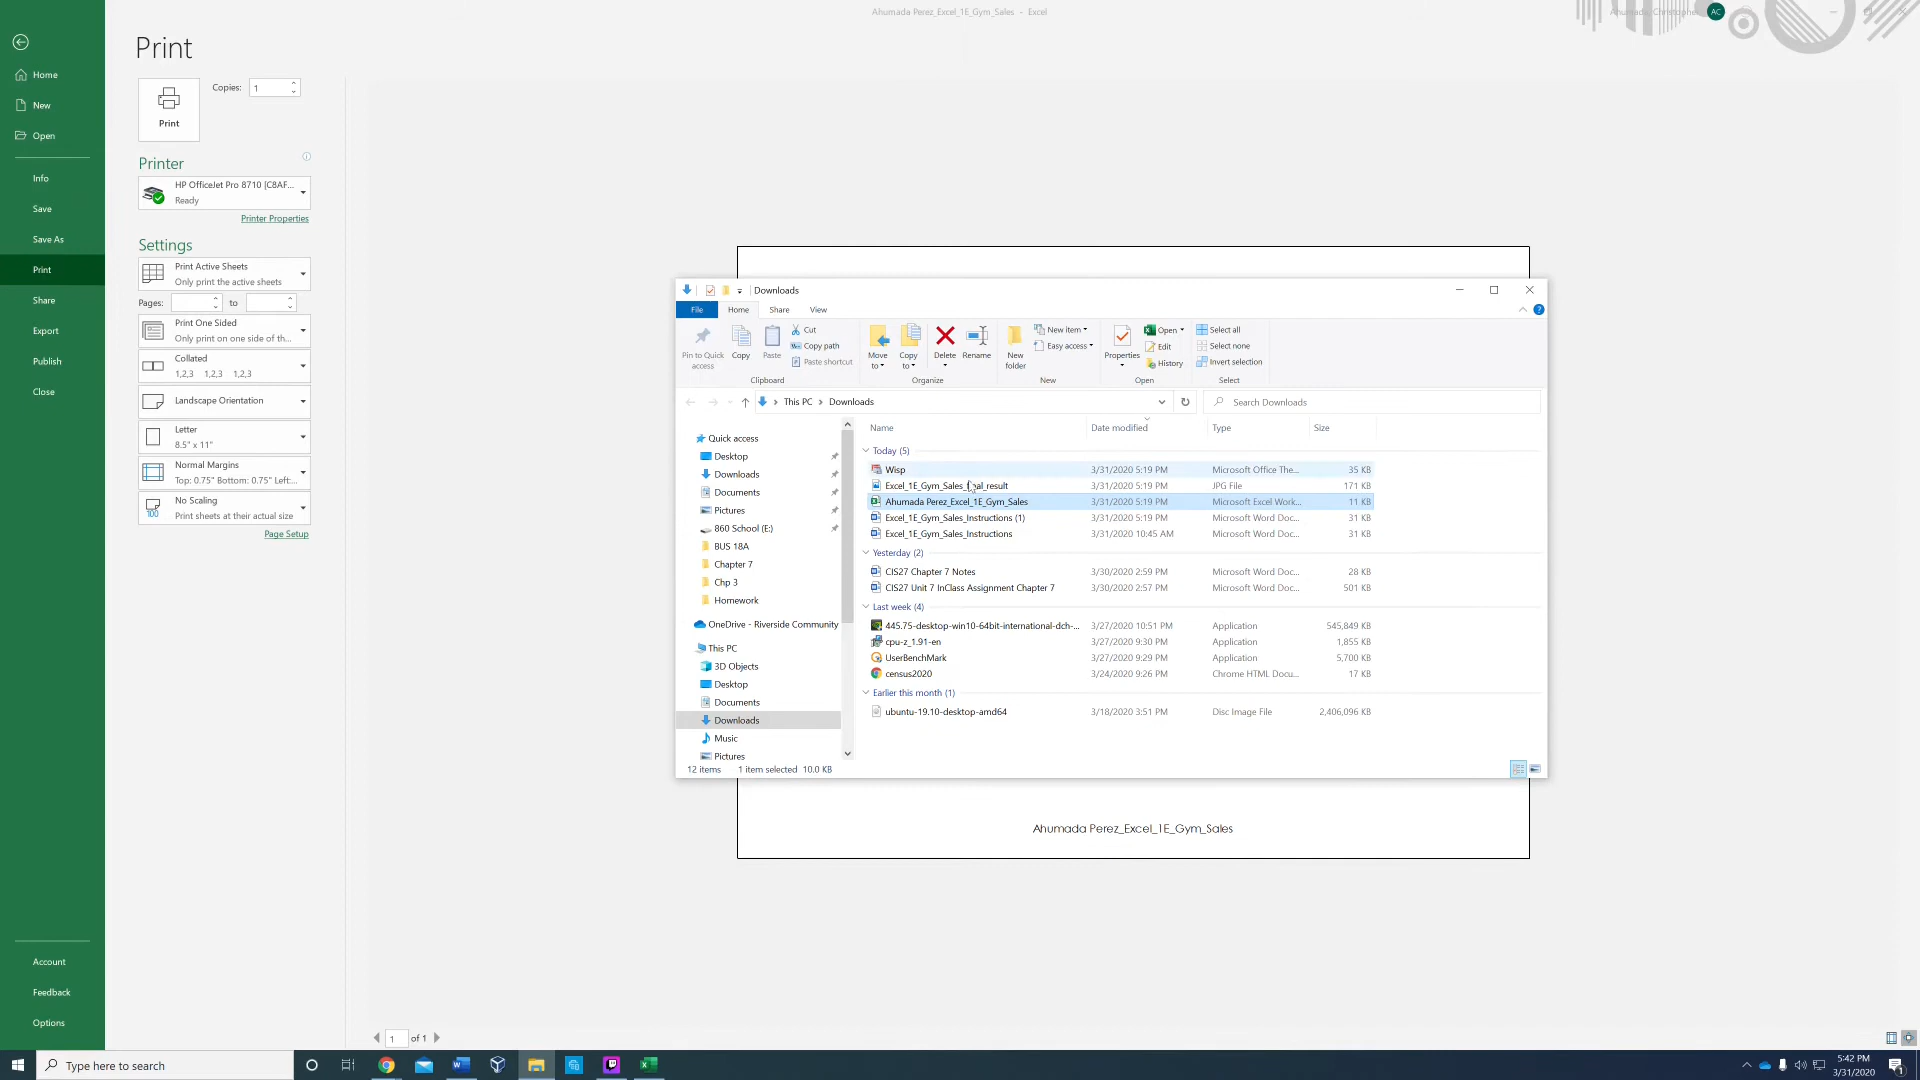 Ahumada Perez_Excel_1E_Gym_Sales - Excel
AC
Print
Home
New
Open
Info
Save
Save As
Print
Share
Export
Publish
Close
Account
Feedback
Options
Print
Copies: 1
Printer
HP OfficeJet Pro 8710 [C8AF...
Ready
Printer Properties
Settings
Print Active Sheets
Only print the active sheets
Pages: to
Print One Sided
Only print on one side of th...
Collated
1,2,3 1,2,3 1,2,3
Landscape Orientation
Letter
8.5" x 11"
Normal Margins
Top: 0.75" Bottom: 0.75" Left:...
No Scaling
100
Print sheets at their actual size
Page Setup
Downloads
File Home Share View
Pin to Quick access
Copy
Paste
Cut
Copy path
Paste shortcut
Clipboard
Move to
Copy to
Delete
Rename
Organize
New folder
New item
Easy access
New
Properties
Open
Edit
History
Open
Select all
Select none
Invert selection
Select
This PC > Downloads
Search Downloads
Quick access
Desktop
Downloads
Documents
Pictures
860 School (E:)
BUS 18A
Chapter 7
Chp 3
Homework
OneDrive - Riverside Community
This PC
3D Objects
Desktop
Documents
Downloads
Music
Pictures
Name Date modified Type Size
Today (5)
Wisp 3/31/2020 5:19 PM Microsoft Office The... 35 KB
Excel_1E_Gym_Sales_final_result 3/31/2020 5:19 PM JPG File 171 KB
Ahumada Perez_Excel_1E_Gym_Sales 3/31/2020 5:19 PM Microsoft Excel Work... 11 KB
Excel_1E_Gym_Sales_Instructions (1) 3/31/2020 5:19 PM Microsoft Word Doc... 31 KB
Excel_1E_Gym_Sales_Instructions 3/31/2020 10:45 AM Microsoft Word Doc... 31 KB
Yesterday (2)
CIS27 Chapter 7 Notes 3/30/2020 2:59 PM Microsoft Word Doc... 28 KB
CIS27 Unit 7 InClass Assignment Chapter 7 3/30/2020 2:57 PM Microsoft Word Doc... 501 KB
Last week (4)
445.75-desktop-win10-64bit-international-dch-... 3/27/2020 10:51 PM Application 545,849 KB
cpu-z_1.91-en 3/27/2020 9:30 PM Application 1,855 KB
UserBenchMark 3/27/2020 9:29 PM Application 5,700 KB
census2020 3/24/2020 9:26 PM Chrome HTML Docu... 17 KB
Earlier this month (1)
ubuntu-19.10-desktop-amd64 3/18/2020 3:51 PM Disc Image File 2,406,096 KB
12 items 1 item selected 10.0 KB
Ahumada Perez_Excel_1E_Gym_Sales
1 of 1
Type here to search
5:42 PM
3/31/2020